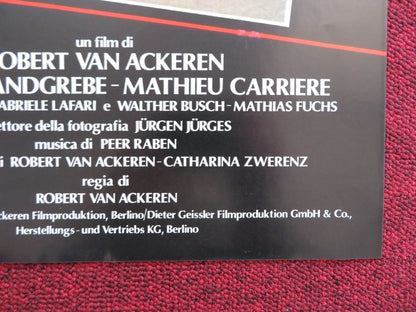 un film di
OBERT VAN ACKEREN
ANDGREBE - MATHIEU CARRIERE
ABRIELE LAFARI e WALTHER BUSCH - MATHIAS FUCHS
ettore della fotografia JÜRGEN JÜRGES
musica di PEER RABEN
di ROBERT VAN ACKEREN - CATHARINA ZWERENZ
regia di
ROBERT VAN ACKEREN
ckeren Filmproduktion, Berlino/Dieter Geissler Filmproduktion GmbH & Co.,
Herstellungs - und Vertriebs KG, Berlino